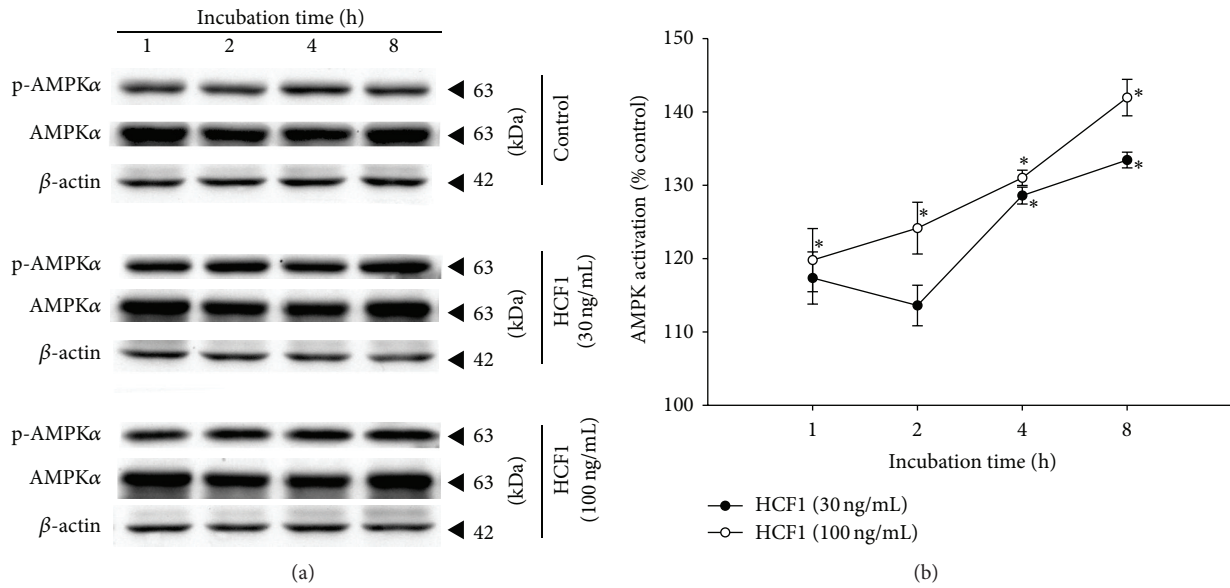 Incubation time (h)
1 2 4 8
p-AMPKα ◀ 63
AMPKα ◀ 63
β-actin ◀ 42
(kDa)
Control
p-AMPKα ◀ 63
AMPKα ◀ 63
β-actin ◀ 42
(kDa)
HCF1
(30 ng/mL)
p-AMPKα ◀ 63
AMPKα ◀ 63
β-actin ◀ 42
(kDa)
HCF1
(100 ng/mL)
(a)
AMPK activation (% control)
150
140
130
120
110
100
* * * * * *
1 2 4 8
Incubation time (h)
HCF1 (30 ng/mL)
HCF1 (100 ng/mL)
(b)